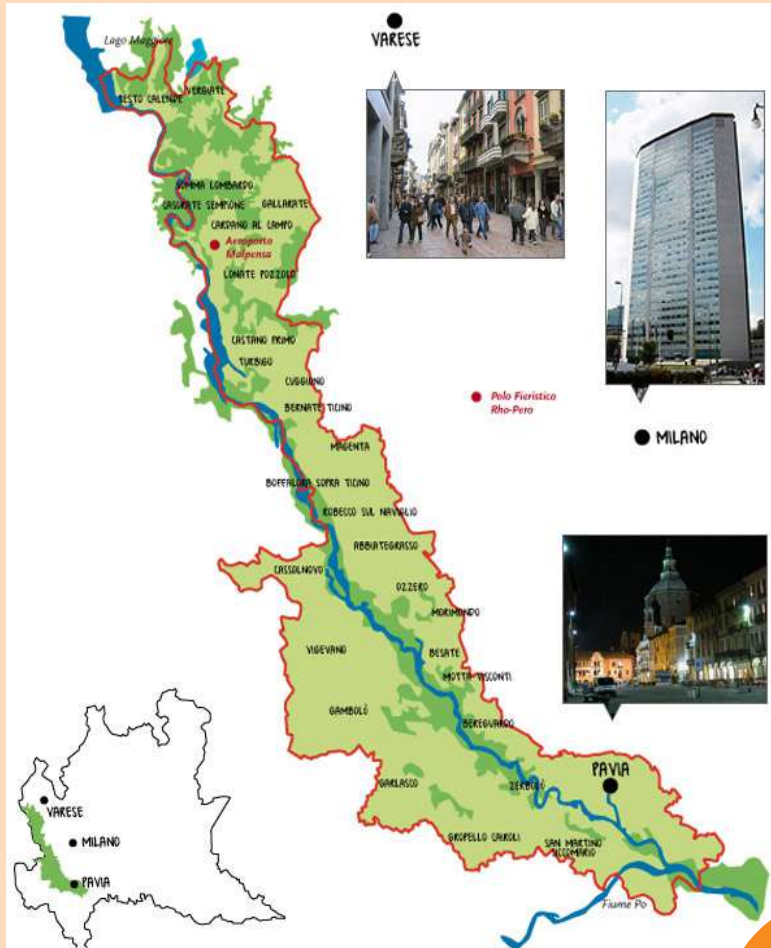 Lago Maggiore
VARESE
VERGIATE
SESTO CALENDE
SOMMA LOMBARDO
CASORATE SEMPIONE
GALLARATE
CARDANO AL CAMPO
Aeroporto
Malpensa
LONATE POZZOLO
CASTANO PRIMO
TURBIGO
CUGGIONO
BERNATE TICINO
Polo Fieristico
Rho-Pero
MILANO
MAGENTA
BOFFALORA SOPRA TICINO
ROBECCO SUL NAVIGLIO
ABBIATEGRASSO
CASSOLNOVO
OZZERO
MORIMONDO
VIGEVANO
BESATE
MOTTA VISCONTI
GAMBOLÒ
BEREGUARDO
PAVIA
GARLASCO
ZERBOLÒ
GROPELLO CAIROLI
SAN MARTINO
SICCOMARIO
Fiume Po
VARESE
MILANO
PAVIA